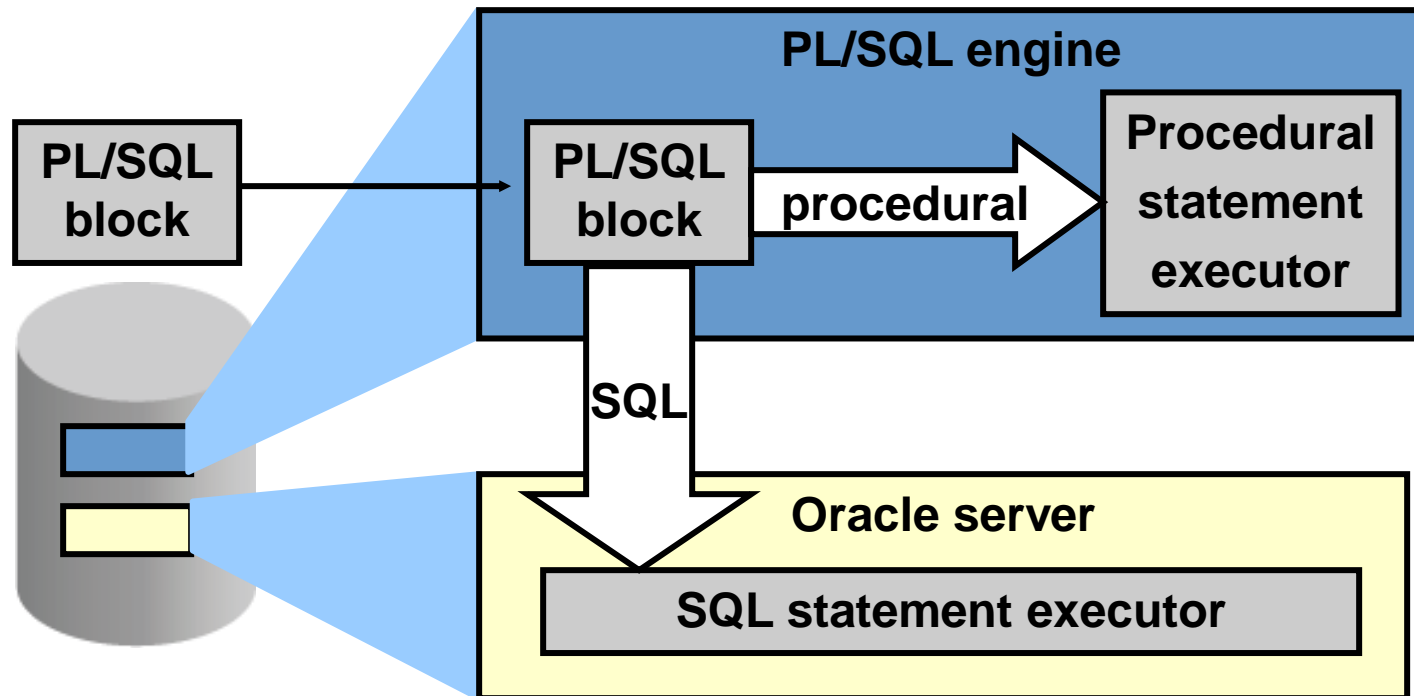 PL/SQL engine
PL/SQL
block
PL/SQL
block
procedural
Procedural
statement
executor
SQL
Oracle server
SQL statement executor